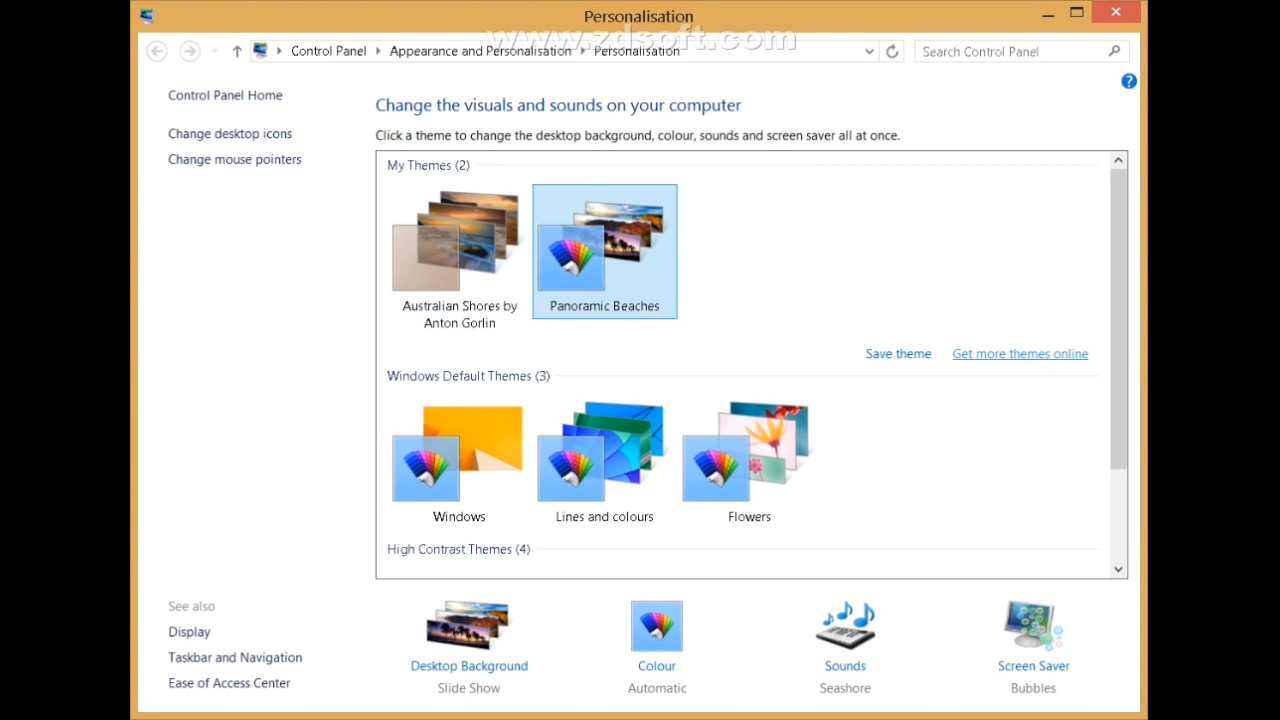 Personalisation
www.zdsoft.com
Control Panel Appearance and Personalisation Personalisation
Search Control Panel
?
Control Panel Home
Change desktop icons
Change mouse pointers
Change the visuals and sounds on your computer
Click a theme to change the desktop background, colour, sounds and screen saver all at once.
My Themes (2)
Australian Shores by
Anton Gorlin
Panoramic Beaches
Save theme
Get more themes online
Windows Default Themes (3)
Windows
Lines and colours
Flowers
High Contrast Themes (4)
See also
Display
Taskbar and Navigation
Ease of Access Center
Desktop Background
Slide Show
Colour
Automatic
Sounds
Seashore
Screen Saver
Bubbles